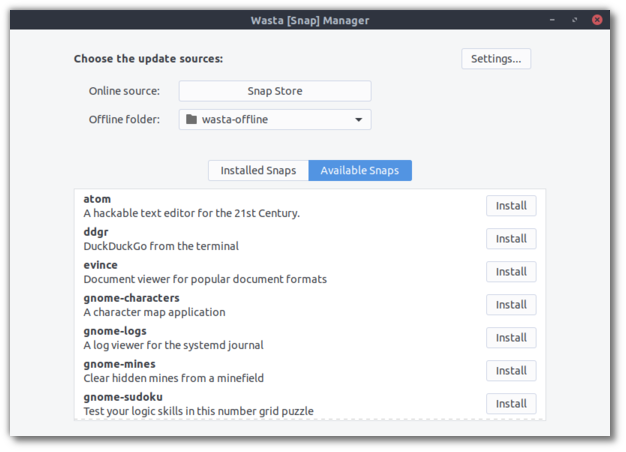 Wasta [Snap] Manager
Choose the update sources:
Settings...
Online source:
Snap Store
Offline folder:
wasta-offline
Installed Snaps
Available Snaps
atom
A hackable text editor for the 21st Century.
Install
ddgr
DuckDuckGo from the terminal
Install
evince
Document viewer for popular document formats
Install
gnome-characters
A character map application
Install
gnome-logs
A log viewer for the systemd journal
Install
gnome-mines
Clear hidden mines from a minefield
Install
gnome-sudoku
Test your logic skills in this number grid puzzle
Install